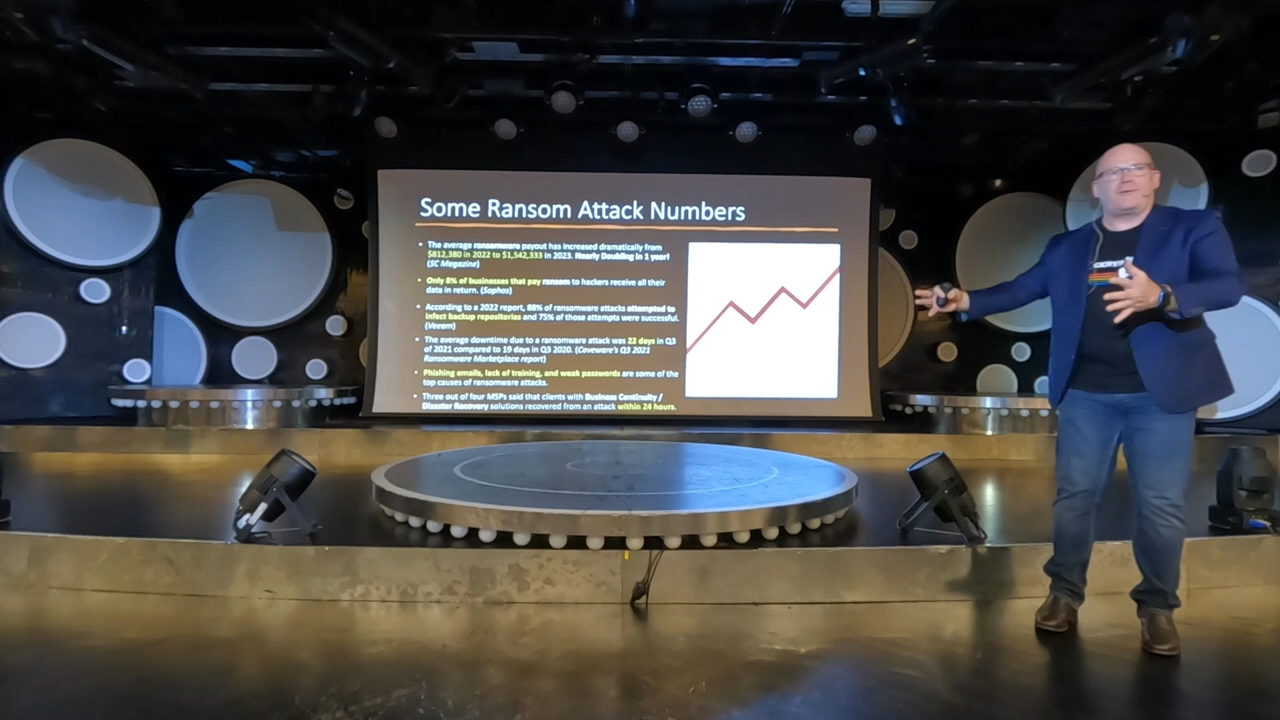 Some Ransom Attack Numbers
• The average ransomware payout has increased dramatically from
$812,380 in 2022 to $1,542,333 in 2023. Nearly Doubling in 1 year!
(SC Magazine)
• Only 8% of businesses that pay ransom to hackers receive all their
data in return. (Sophos)
• According to a 2022 report, 88% of ransomware attacks attempted to
infect backup repositories and 75% of those attempts were successful.
(Veeam)
• The average downtime due to a ransomware attack was 22 days in Q3
of 2021 compared to 19 days in Q3 2020. (Coveware's Q3 2021
Ransomware Marketplace report)
• Phishing emails, lack of training, and weak passwords are some of the
top causes of ransomware attacks.
• Three out of four MSPs said that clients with Business Continuity /
Disaster Recovery solutions recovered from an attack within 24 hours.